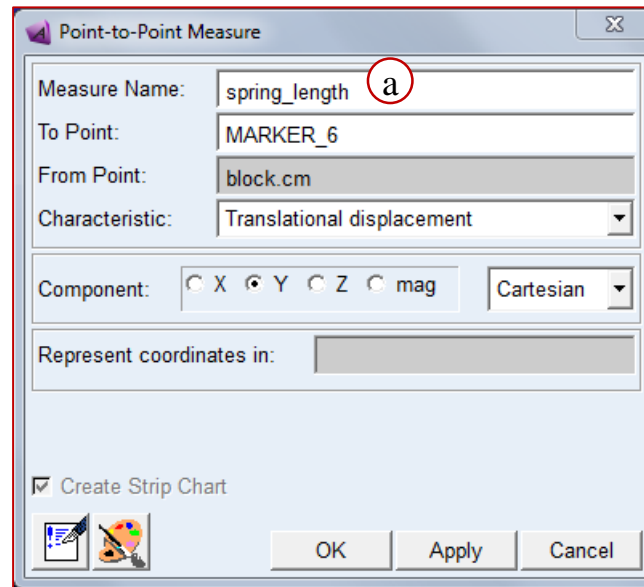 Point-to-Point Measure
Measure Name: spring_length a
To Point: MARKER_6
From Point: block.cm
Characteristic: Translational displacement
Component: X Y Z mag Cartesian
Represent coordinates in:
Create Strip Chart
OK Apply Cancel